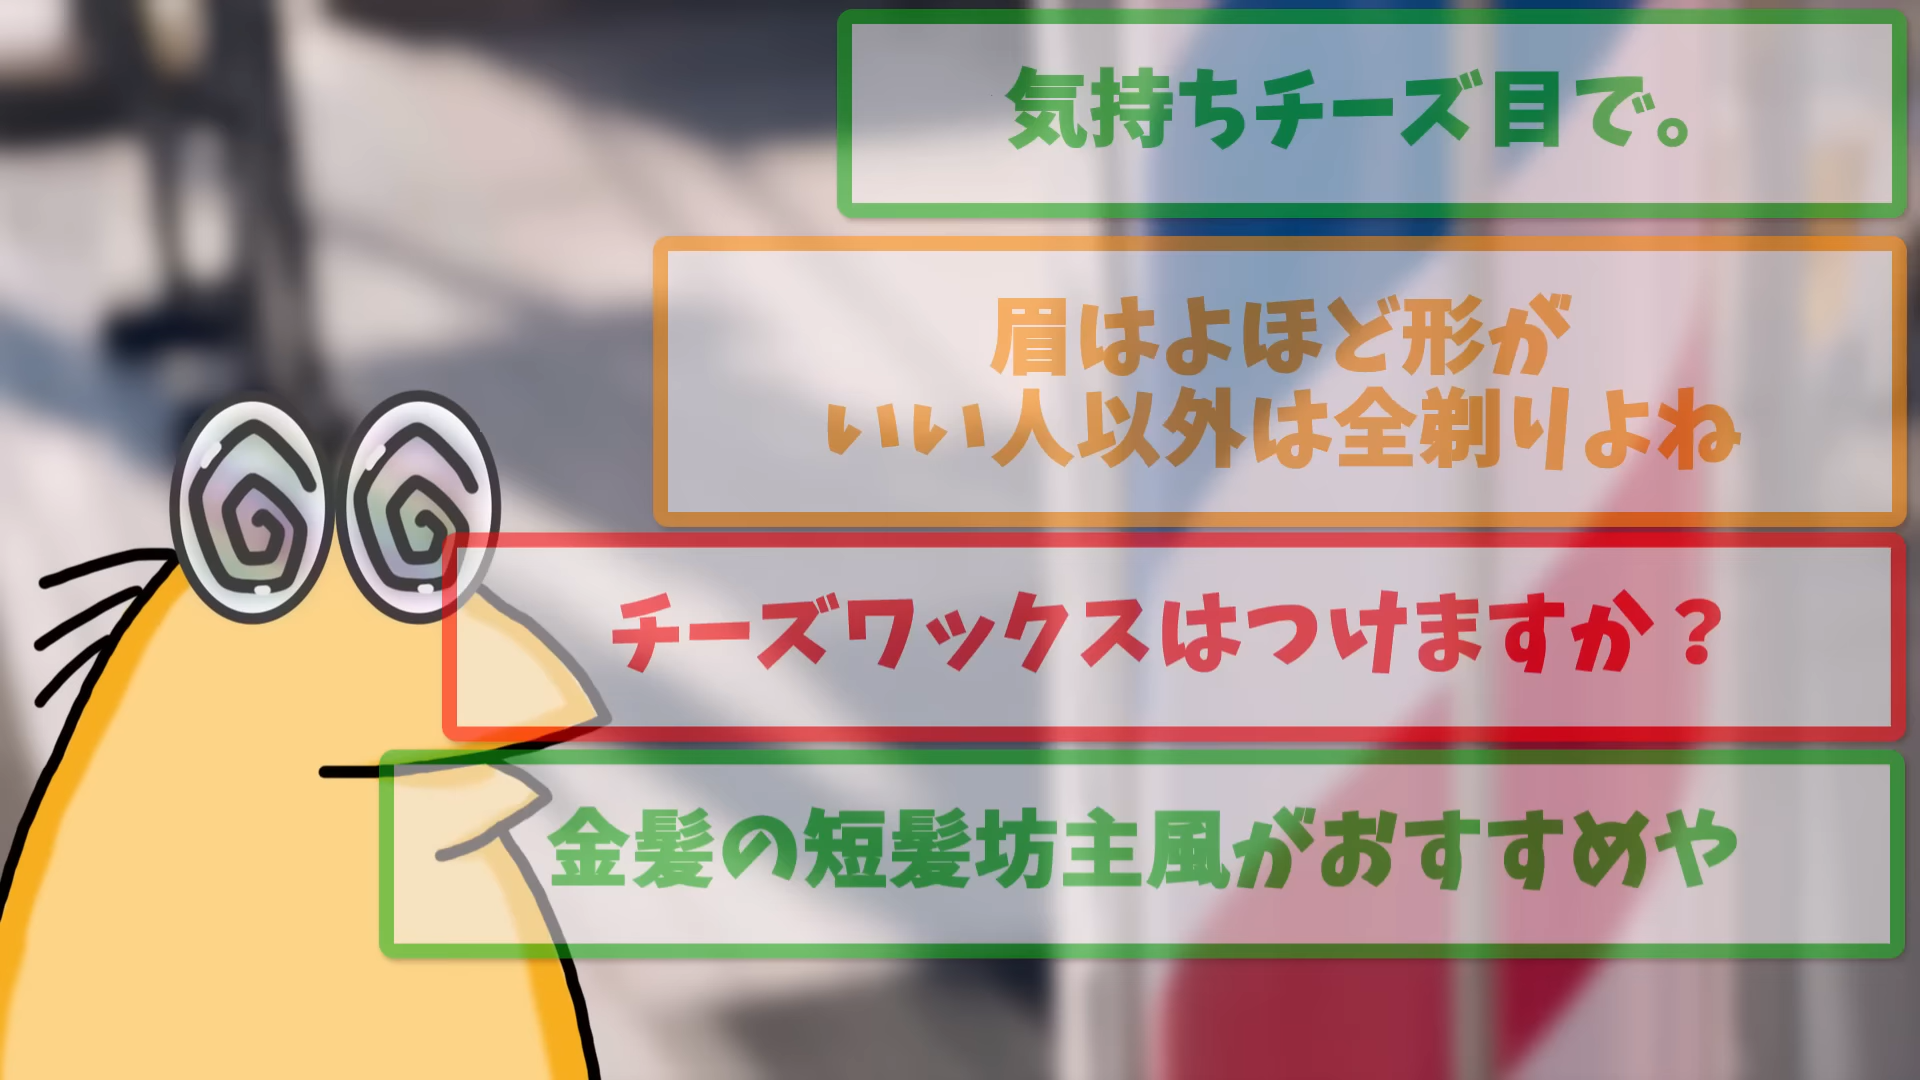 気持ちチーズ目で。
眉はよほど形が
いい人以外は全剃りよね
チーズワックスはつけますか？
金髪の短髪坊主風がおすすめや